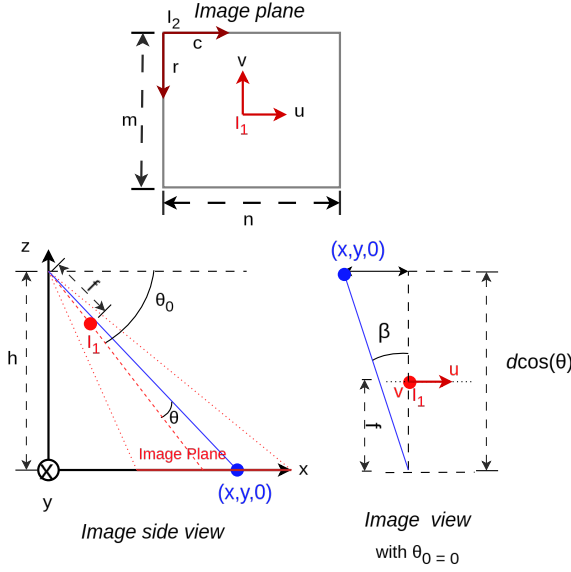 Image plane
I2
c
r
v
m
u
I1
n
z
f
θ0
I1
h
θ
Image Plane
x
(x,y,0)
y
Image side view
(x,y,0)
β
dcos(θ)
u
v
I1
f
Image view
with θ0 = 0